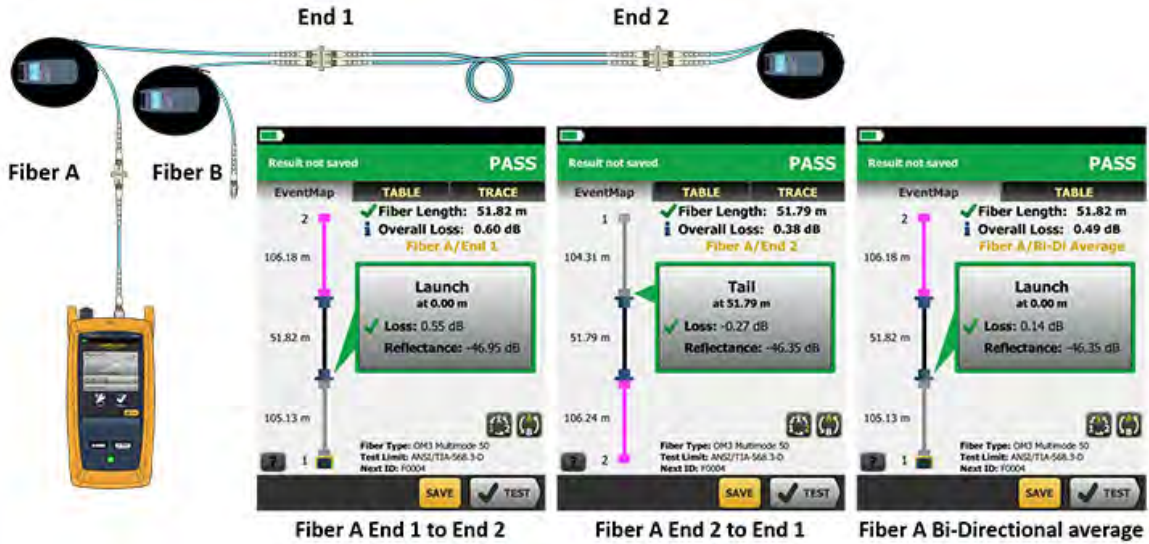 End 1
End 2
Fiber A
Fiber B
Result not saved
PASS
EventMap
TABLE
TRACE
2
Fiber Length: 51.82 m
Overall Loss: 0.60 dB
Fiber A/End 1
106.18 m
Launch
at 0.00 m
Loss: 0.55 dB
Reflectance: -46.95 dB
51.82 m
105.13 m
Fiber Type: OM3 Multimode 50
Test Limit: ANSI/TIA-568.3-D
Next ID: F0004
?
1
SAVE
TEST
Fiber A End 1 to End 2
Result not saved
PASS
EventMap
TABLE
TRACE
1
Fiber Length: 51.79 m
Overall Loss: 0.38 dB
Fiber A/End 2
104.31 m
Tail
at 51.79 m
Loss: -0.27 dB
Reflectance: -46.35 dB
51.79 m
106.24 m
Fiber Type: OM3 Multimode 50
Test Limit: ANSI/TIA-568.3-D
Next ID: F0004
?
2
SAVE
TEST
Fiber A End 2 to End 1
Result not saved
PASS
EventMap
TABLE
2
Fiber Length: 51.82 m
Overall Loss: 0.49 dB
Fiber A/Bi-Di Average
106.18 m
Launch
at 0.00 m
Loss: 0.14 dB
Reflectance: -46.35 dB
51.82 m
105.13 m
Fiber Type: OM3 Multimode 50
Test Limit: ANSI/TIA-568.3-D
Next ID: F0004
?
1
SAVE
TEST
Fiber A Bi-Directional average